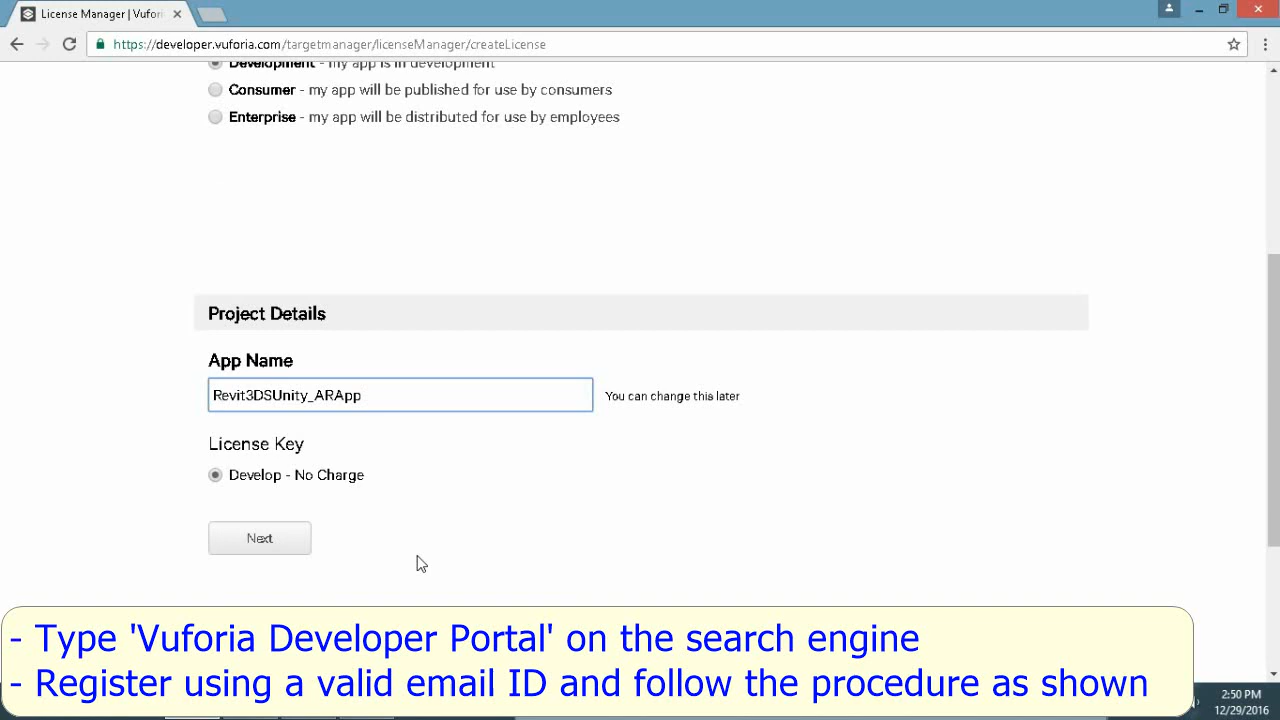 License Manager | Vufori
https://developer.vuforia.com/targetmanager/licenseManager/createLicense
Development - my app is in development
Consumer - my app will be published for use by consumers
Enterprise - my app will be distributed for use by employees
Project Details
App Name
Revit3DSUnity_ARApp
You can change this later
License Key
Develop - No Charge
Next
- Type 'Vuforia Developer Portal' on the search engine
- Register using a valid email ID and follow the procedure as shown
2:50 PM
12/29/2016